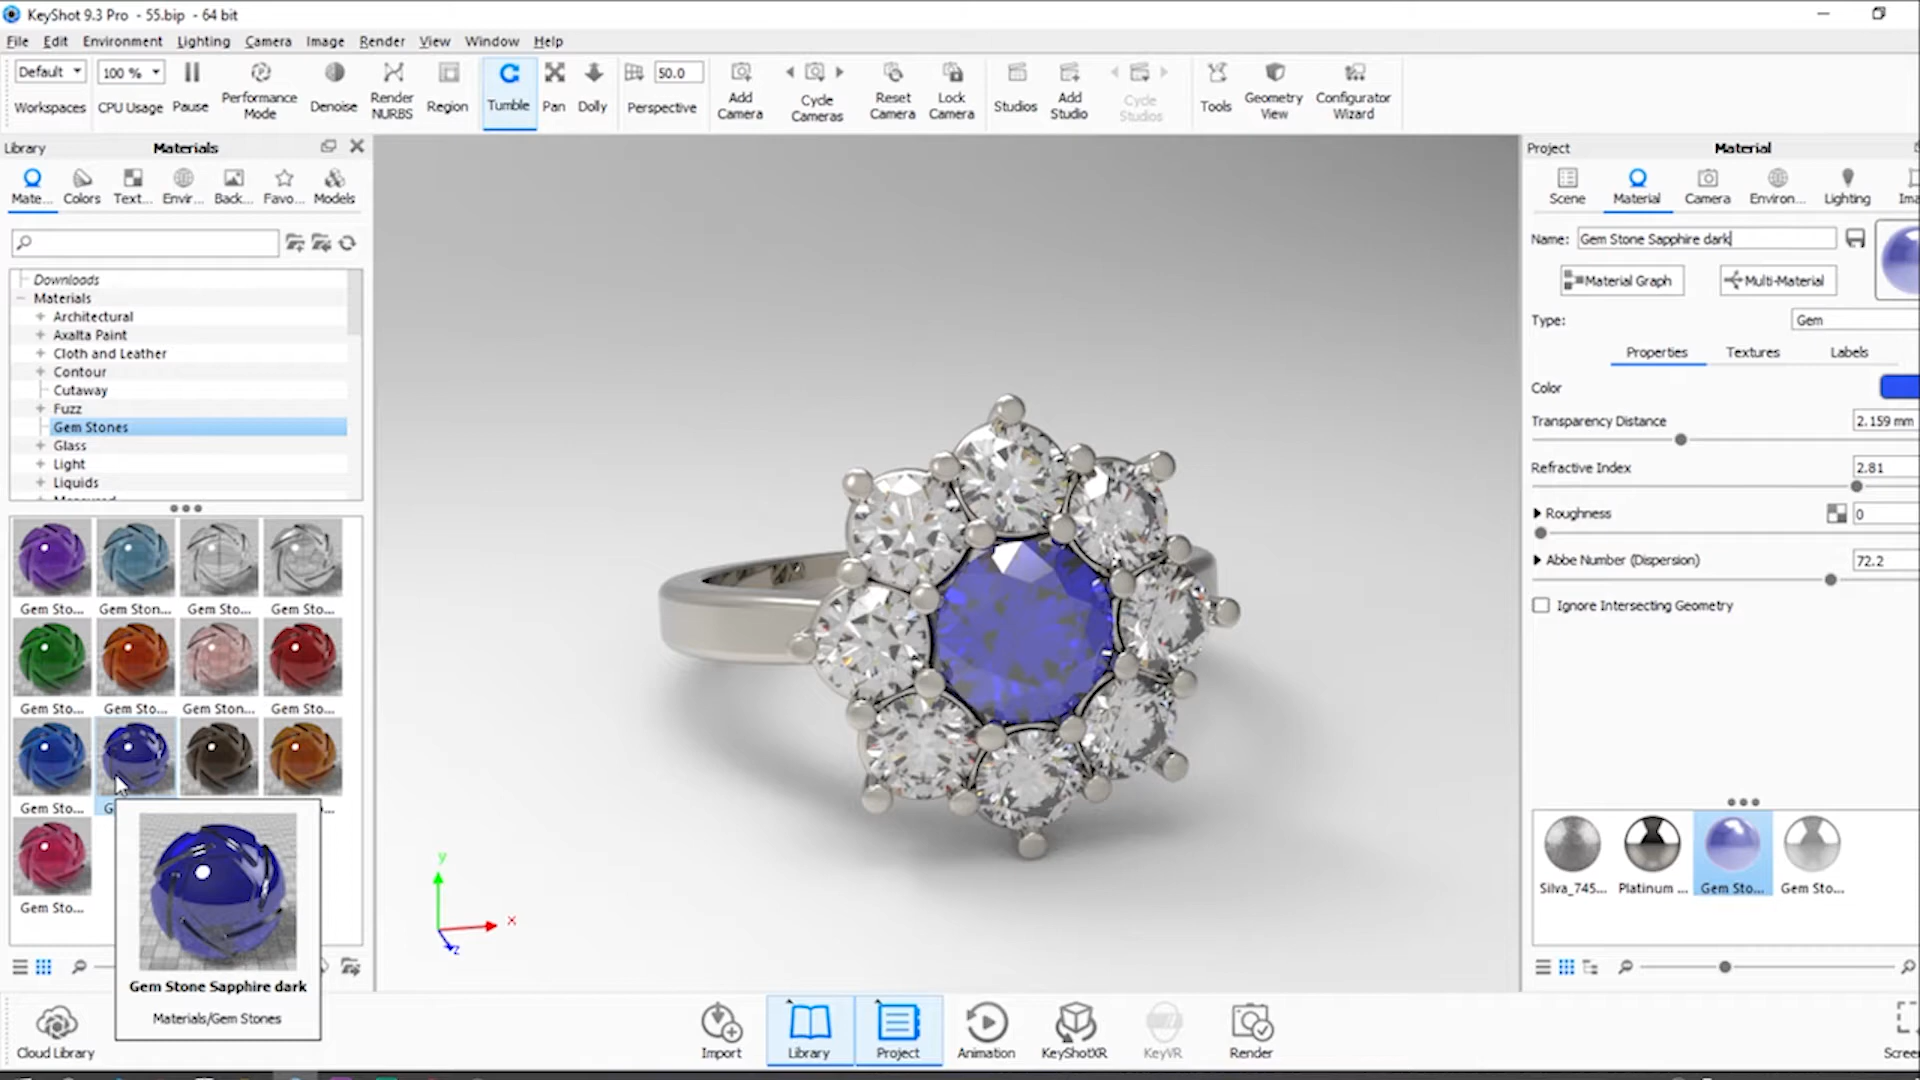 KeyShot 9.3 Pro - 55.bip - 64 bit
File Edit Environment Lighting Camera Image Render View Window Help
Default 100 % 50.0
Workspaces CPU Usage Pause Performance Mode Denoise Render NURBS Region Tumble Pan Dolly Perspective Add Camera Cycle Cameras Reset Camera Lock Camera Studios Add Studio Cycle Studios Tools Geometry View Configurator Wizard
Library Materials
Mate... Colors Text... Envir... Back... Favo... Models
Downloads
Materials
Architectural
Axalta Paint
Cloth and Leather
Contour
Cutaway
Fuzz
Gem Stones
Glass
Light
Liquids
Gem Sto... Gem Ston... Gem Sto... Gem Sto...
Gem Sto... Gem Sto... Gem Ston... Gem Sto...
Gem Sto...
Gem Sto...
Gem Stone Sapphire dark
Materials/Gem Stones
y
x
z
Project Material
Scene Material Camera Environ... Lighting
Name: Gem Stone Sapphire dark
Material Graph Multi-Material
Type: Gem
Properties Textures Labels
Color
Transparency Distance 2.159 mm
Refractive Index 2.81
Roughness 0
Abbe Number (Dispersion) 72.2
Ignore Intersecting Geometry
Silva_745... Platinum ... Gem Sto... Gem Sto...
Cloud Library Import Library Project Animation KeyShotXR KeyVR Render